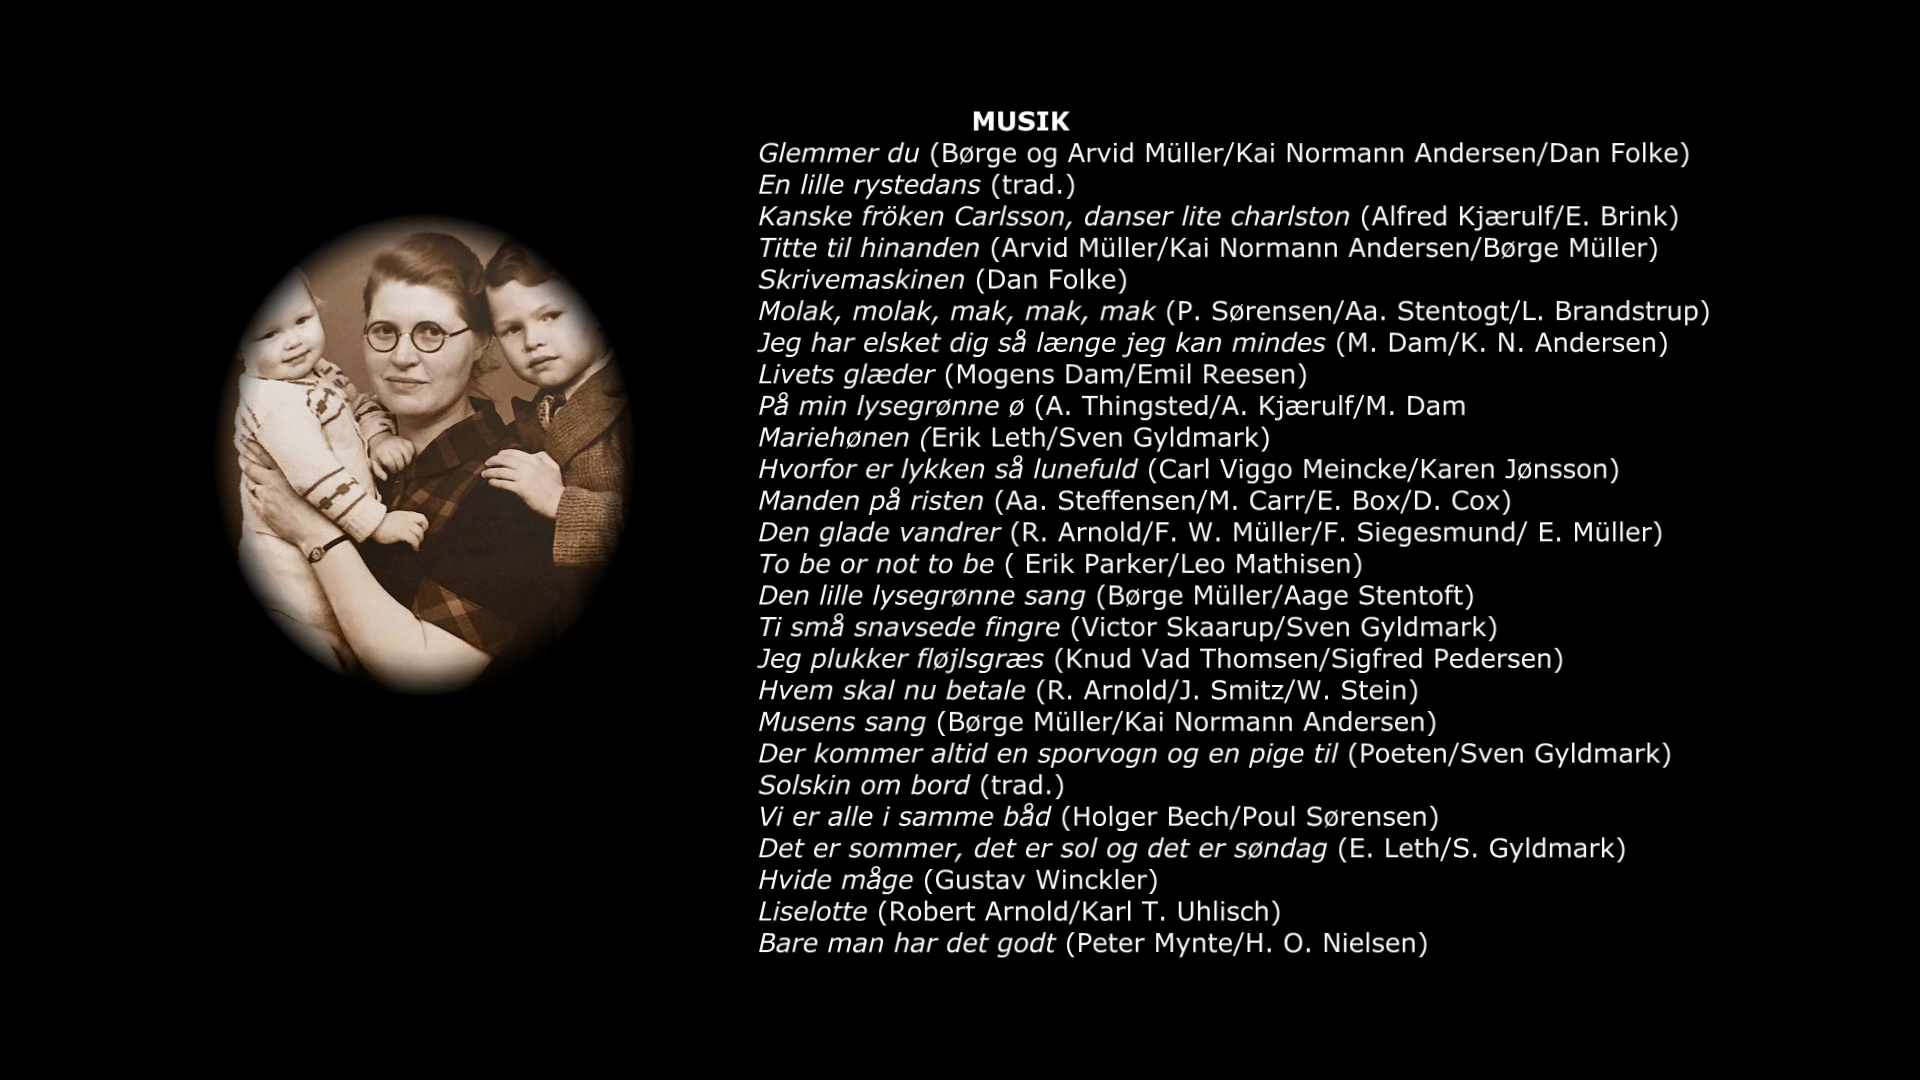 MUSIK
Glemmer du (Børge og Arvid Müller/Kai Normann Andersen/Dan Folke)
En lille rystedans (trad.)
Kanske fröken Carlsson, danser lite charlston (Alfred Kjærulf/E. Brink)
Titte til hinanden (Arvid Müller/Kai Normann Andersen/Børge Müller)
Skrivemaskinen (Dan Folke)
Molak, molak, mak, mak, mak (P. Sørensen/Aa. Stentogt/L. Brandstrup)
Jeg har elsket dig så længe jeg kan mindes (M. Dam/K. N. Andersen)
Livets glæder (Mogens Dam/Emil Reesen)
På min lysegrønne ø (A. Thingsted/A. Kjærulf/M. Dam
Mariehønen (Erik Leth/Sven Gyldmark)
Hvorfor er lykken så lunefuld (Carl Viggo Meincke/Karen Jønsson)
Manden på risten (Aa. Steffensen/M. Carr/E. Box/D. Cox)
Den glade vandrer (R. Arnold/F. W. Müller/F. Siegesmund/ E. Müller)
To be or not to be ( Erik Parker/Leo Mathisen)
Den lille lysegrønne sang (Børge Müller/Aage Stentoft)
Ti små snavsede fingre (Victor Skaarup/Sven Gyldmark)
Jeg plukker fløjlsgræs (Knud Vad Thomsen/Sigfred Pedersen)
Hvem skal nu betale (R. Arnold/J. Smitz/W. Stein)
Musens sang (Børge Müller/Kai Normann Andersen)
Der kommer altid en sporvogn og en pige til (Poeten/Sven Gyldmark)
Solskin om bord (trad.)
Vi er alle i samme båd (Holger Bech/Poul Sørensen)
Det er sommer, det er sol og det er søndag (E. Leth/S. Gyldmark)
Hvide måge (Gustav Winckler)
Liselotte (Robert Arnold/Karl T. Uhlisch)
Bare man har det godt (Peter Mynte/H. O. Nielsen)